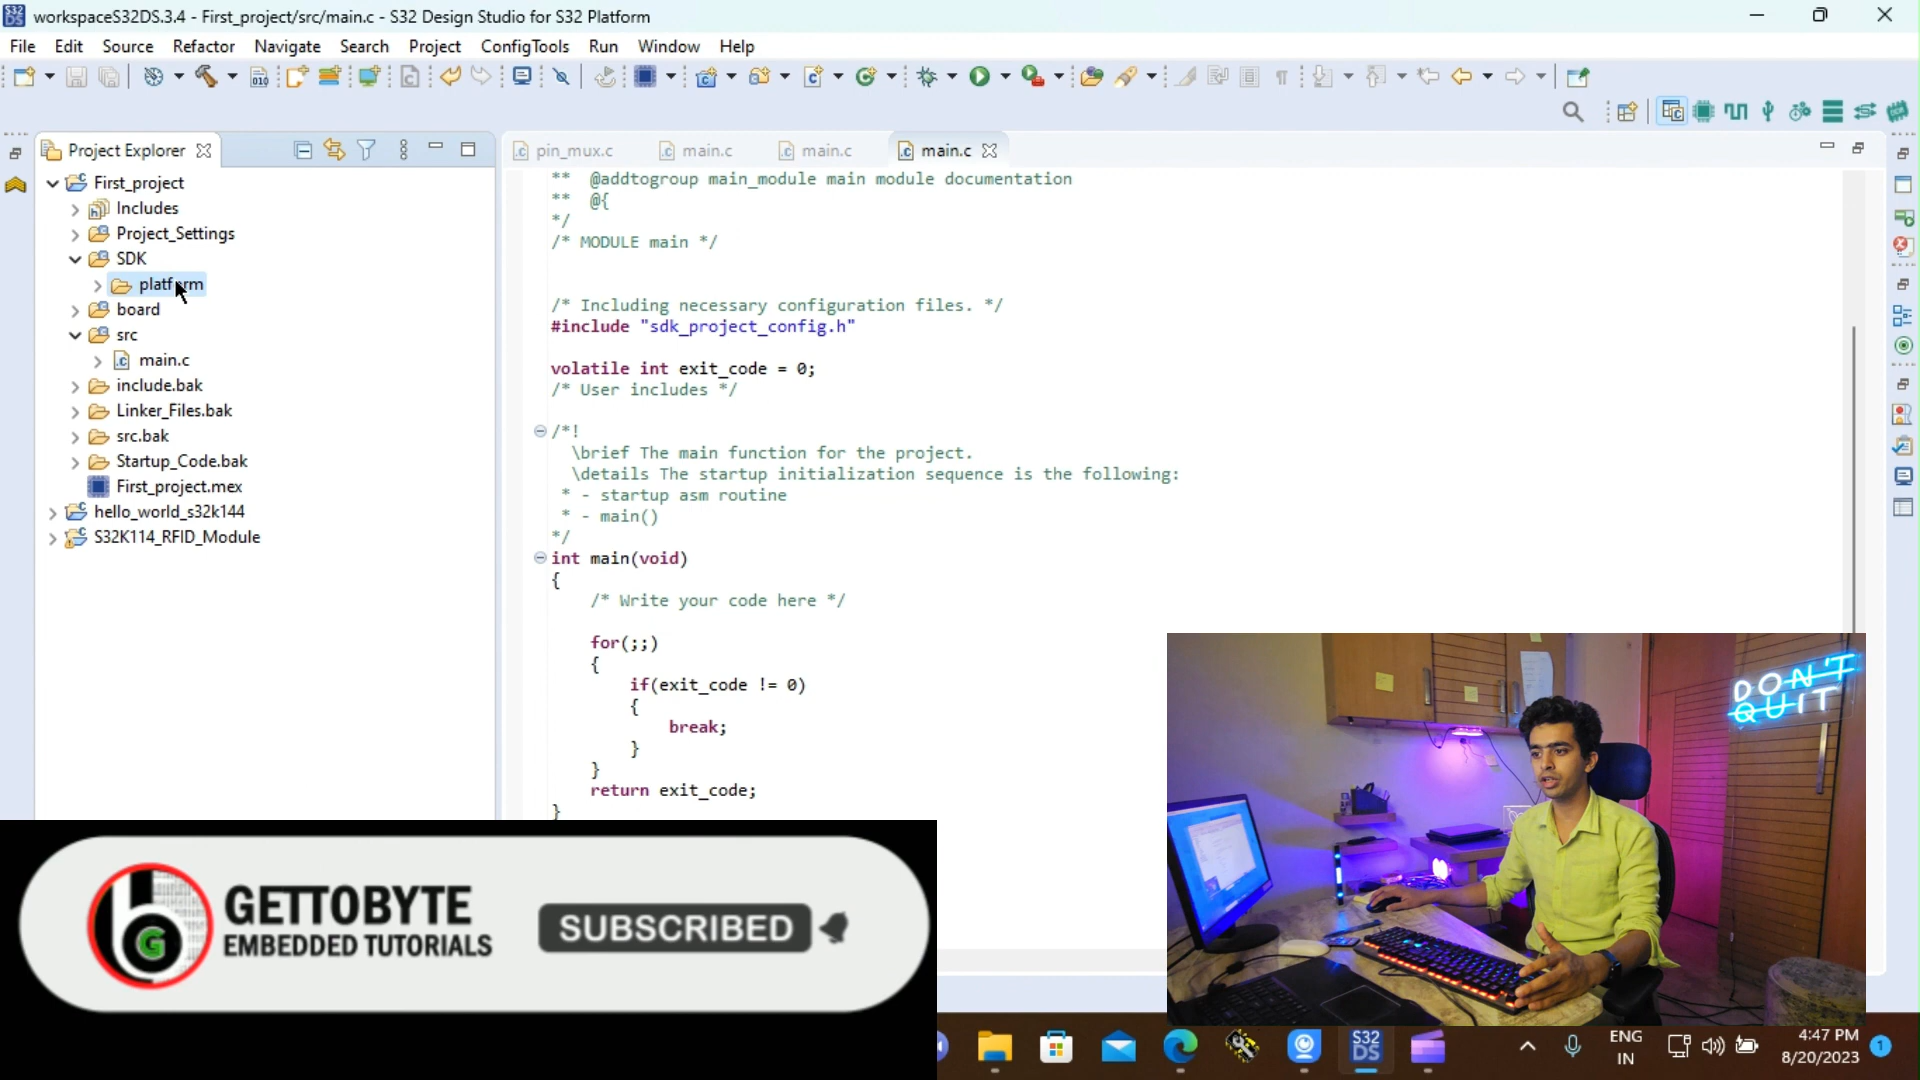 workspaceS32DS.3.4 - First_project/src/main.c - S32 Design Studio for S32 Platform
File Edit Source Refactor Navigate Search Project ConfigTools Run Window Help
Project Explorer
pin_mux.c main.c main.c main.c
First_project
Includes
Project_Settings
SDK
platform
board
src
main.c
include.bak
Linker_Files.bak
src.bak
Startup_Code.bak
First_project.mex
hello_world_s32k144
S32K114_RFID_Module
** @addtogroup main_module main module documentation
** @{
*/
/* MODULE main */
/* Including necessary configuration files. */
#include "sdk_project_config.h"
volatile int exit_code = 0;
/* User includes */
/*!
\brief The main function for the project.
\details The startup initialization sequence is the following:
* - startup asm routine
* - main()
*/
int main(void)
{
/* Write your code here */
for(;;)
{
if(exit_code != 0)
{
break;
}
}
return exit_code;
}
DON'T
QUIT
GETTOBYTE
EMBEDDED TUTORIALS
SUBSCRIBED
S32
DS
ENG
IN
4:47 PM
8/20/2023
1